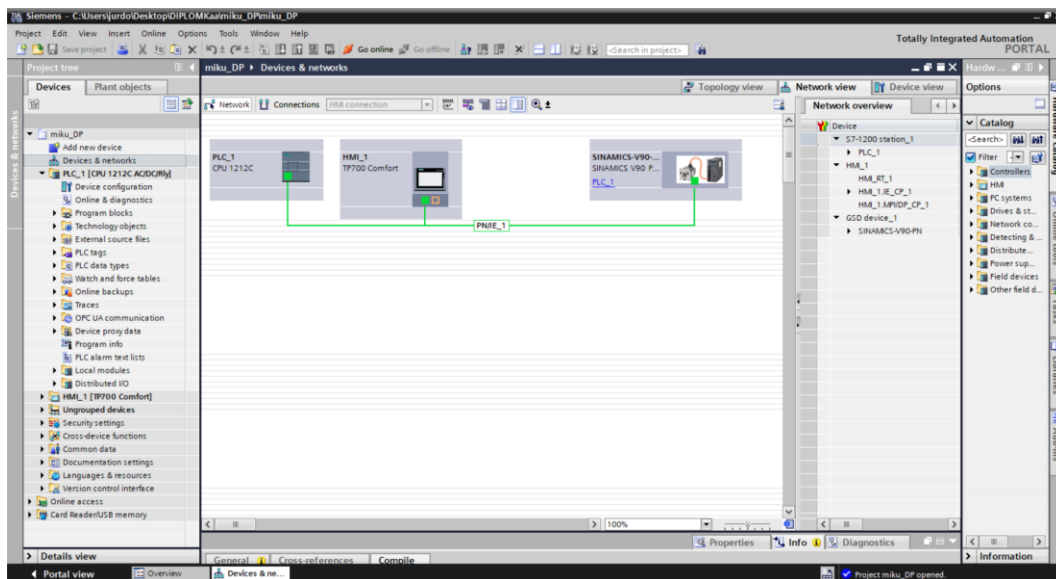 Siemens - C:\Users\jurdo\Desktop\DIPLOMKaa\miku_DP\miku_DP
Project Edit View Insert Online Options Tools Window Help
Totally Integrated Automation
PORTAL
Save project
Go online
Go offline
<Search in project>
Project tree
Devices
Plant objects
miku_DP
Add new device
Devices & networks
PLC_1 [CPU 1212C AC/DC/Rly]
Device configuration
Online & diagnostics
Program blocks
Technology objects
External source files
PLC tags
PLC data types
Watch and force tables
Online backups
Traces
OPC UA communication
Device proxy data
Program info
PLC alarm text lists
Local modules
Distributed I/O
HMI_1 [TP700 Comfort]
Ungrouped devices
Security settings
Cross-device functions
Common data
Documentation settings
Languages & resources
Version control interface
Online access
Card Reader/USB memory
Details view
Devices & networks
miku_DP ▸ Devices & networks
Topology view
Network view
Device view
Network
Connections
HMI connection
PLC_1
CPU 1212C
HMI_1
TP700 Comfort
SINAMICS-V90-...
SINAMICS V90 P...
PLC_1
PN/IE_1
100%
Network overview
Device
S7-1200 station_1
PLC_1
HMI_1
HMI_RT_1
HMI_1.IE_CP_1
HMI_1.MPI/DP_CP_1
GSD device_1
SINAMICS-V90-PN
Properties
Info
Diagnostics
General
Cross-references
Compile
Hardw...
Options
Catalog
<Search>
Filter
Controllers
HMI
PC systems
Drives & st...
Network co...
Detecting & ...
Distribute...
Power sup...
Field devices
Other field d...
Information
Portal view
Overview
Devices & ne...
Project miku_DP opened.